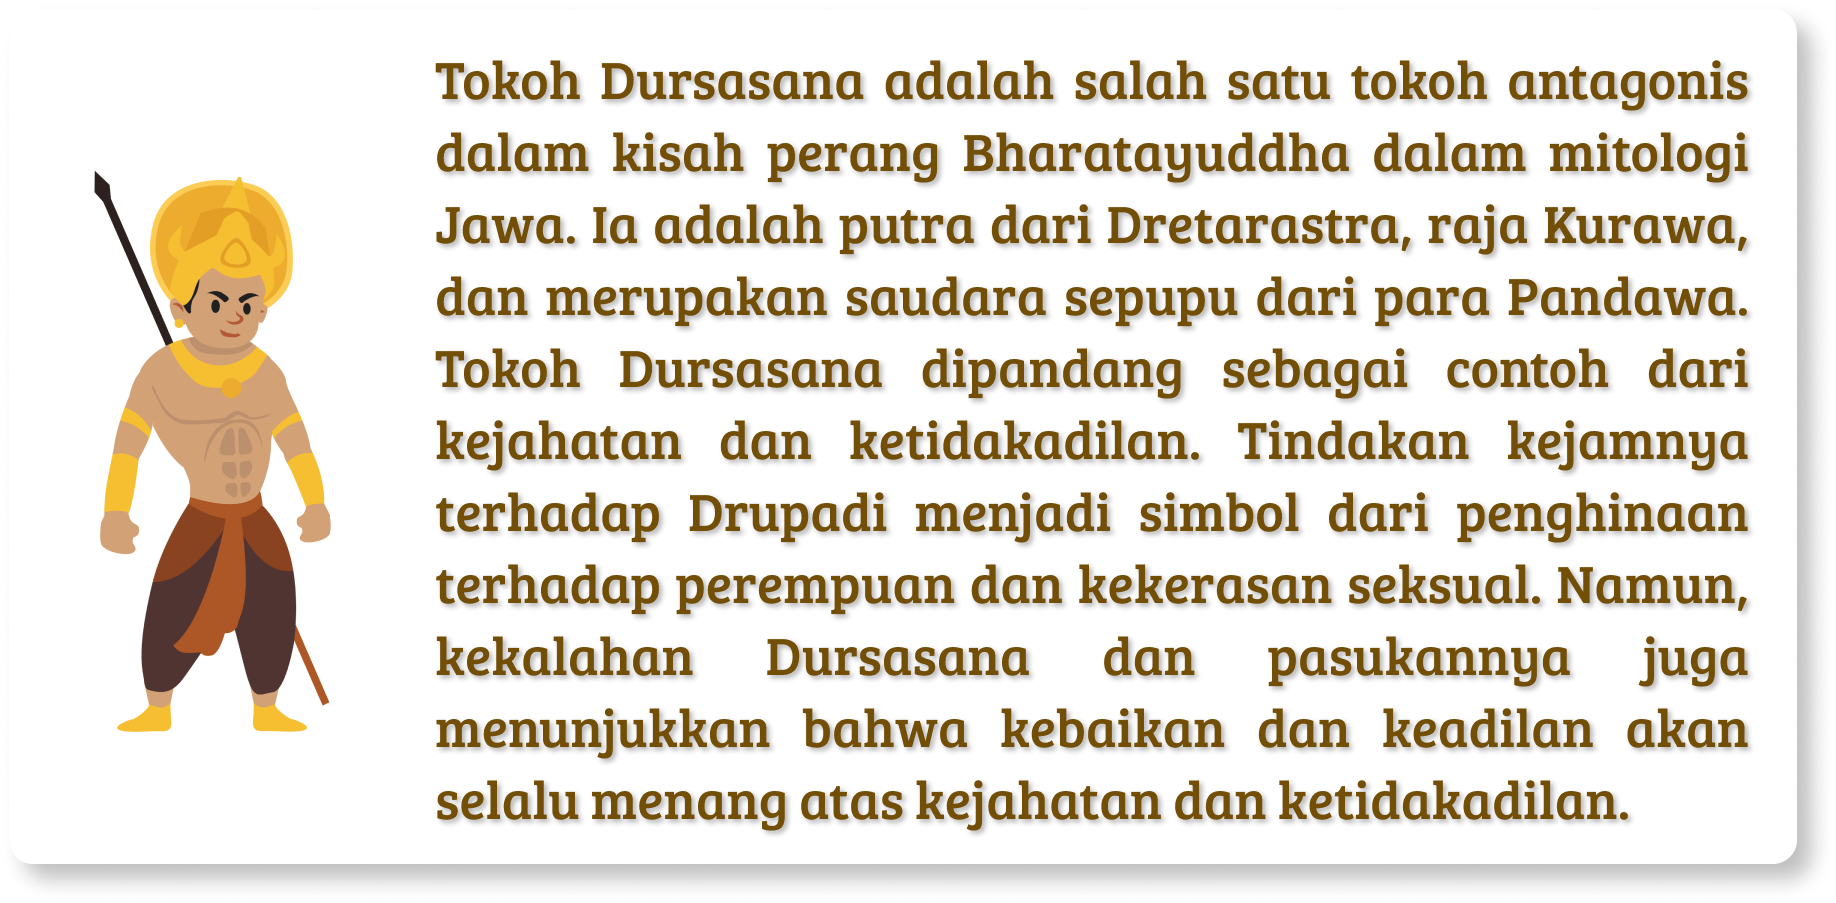 Tokoh Dursasana adalah salah satu tokoh antagonis
dalam kisah perang Bharatayuddha dalam mitologi
Jawa. Ia adalah putra dari Dretarastra, raja Kurawa,
dan merupakan saudara sepupu dari para Pandawa.
Tokoh Dursasana dipandang sebagai contoh dari
kejahatan dan ketidakadilan. Tindakan kejamnya
terhadap Drupadi menjadi simbol dari penghinaan
terhadap perempuan dan kekerasan seksual. Namun,
kekalahan Dursasana dan pasukannya juga
menunjukkan bahwa kebaikan dan keadilan akan
selalu menang atas kejahatan dan ketidakadilan.